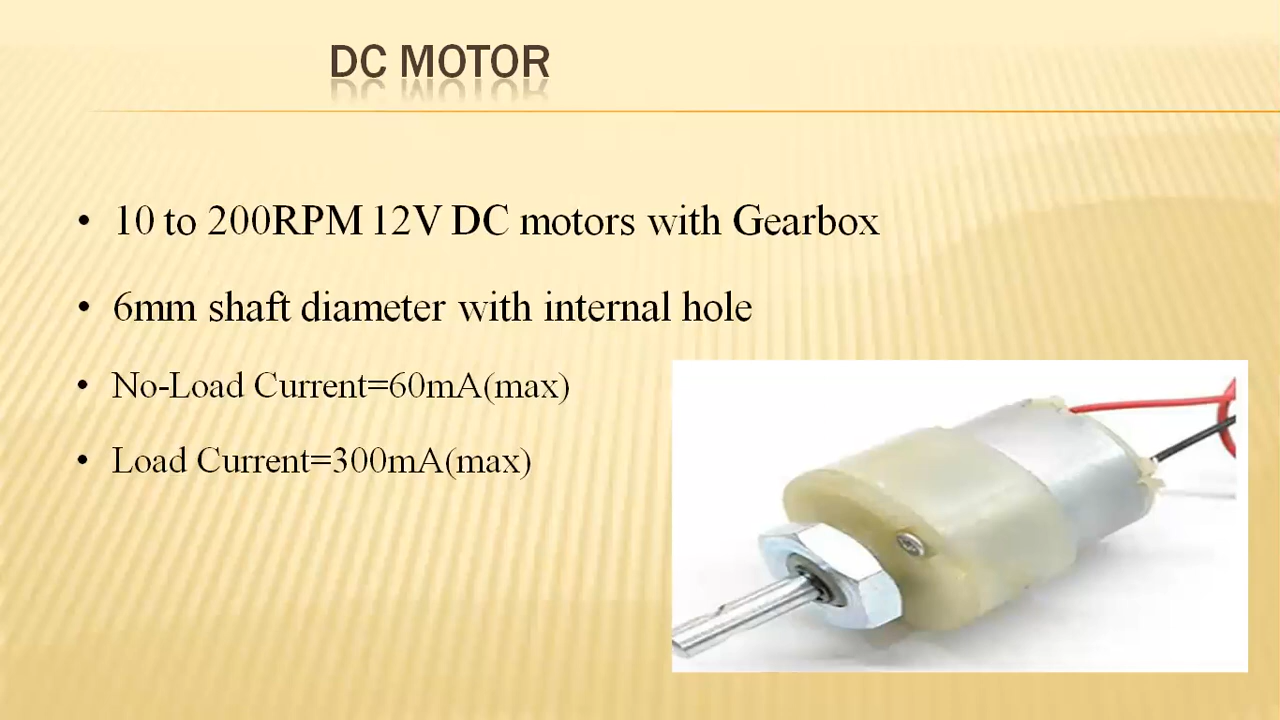 DC MOTOR
• 10 to 200RPM 12V DC motors with Gearbox
• 6mm shaft diameter with internal hole
• No-Load Current=60mA(max)
• Load Current=300mA(max)